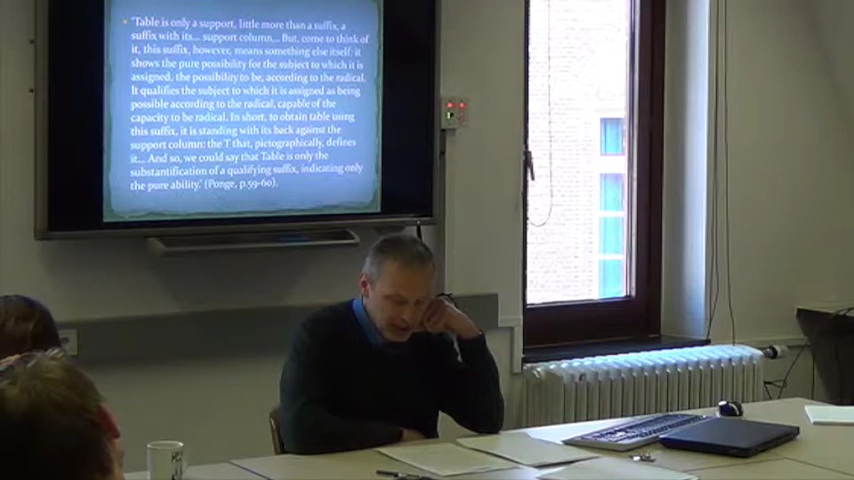 'Table is only a support, little more than a suffix, a
suffix with its... support column,.. But, come to think of
it, this suffix, however, means something else itself: it
shows the pure possibility for the subject to which it is
assigned, the possibility to be, according to the radical.
It qualifies the subject to which it is assigned as being
possible according to the radical, capable of the
capacity to be radical. In short, to obtain table using
this suffix, it is standing with its back against the
support column: the T that, pictographically, defines
it... And so, we could say that Table is only the
substantification of a qualifying suffix, indicating only
the pure ability.' (Ponge, p.59-60).